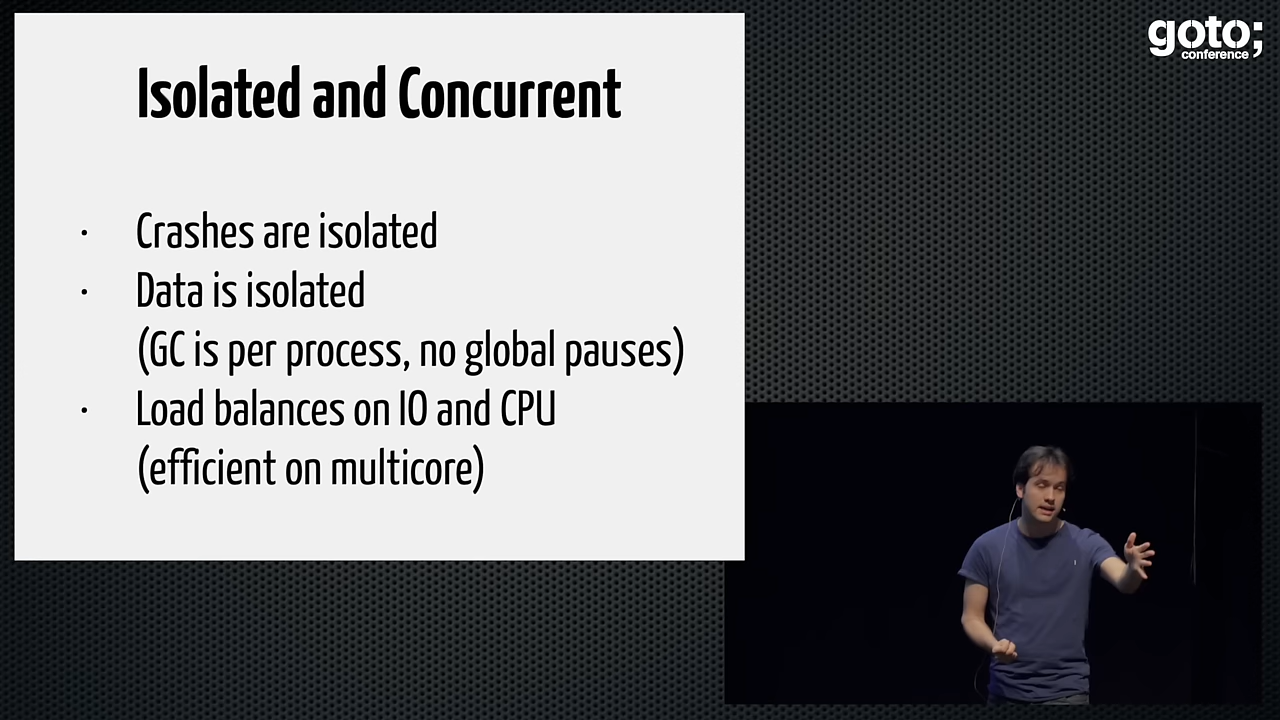 Isolated and Concurrent
· Crashes are isolated
· Data is isolated
(GC is per process, no global pauses)
· Load balances on IO and CPU
(efficient on multicore)
goto;
conference